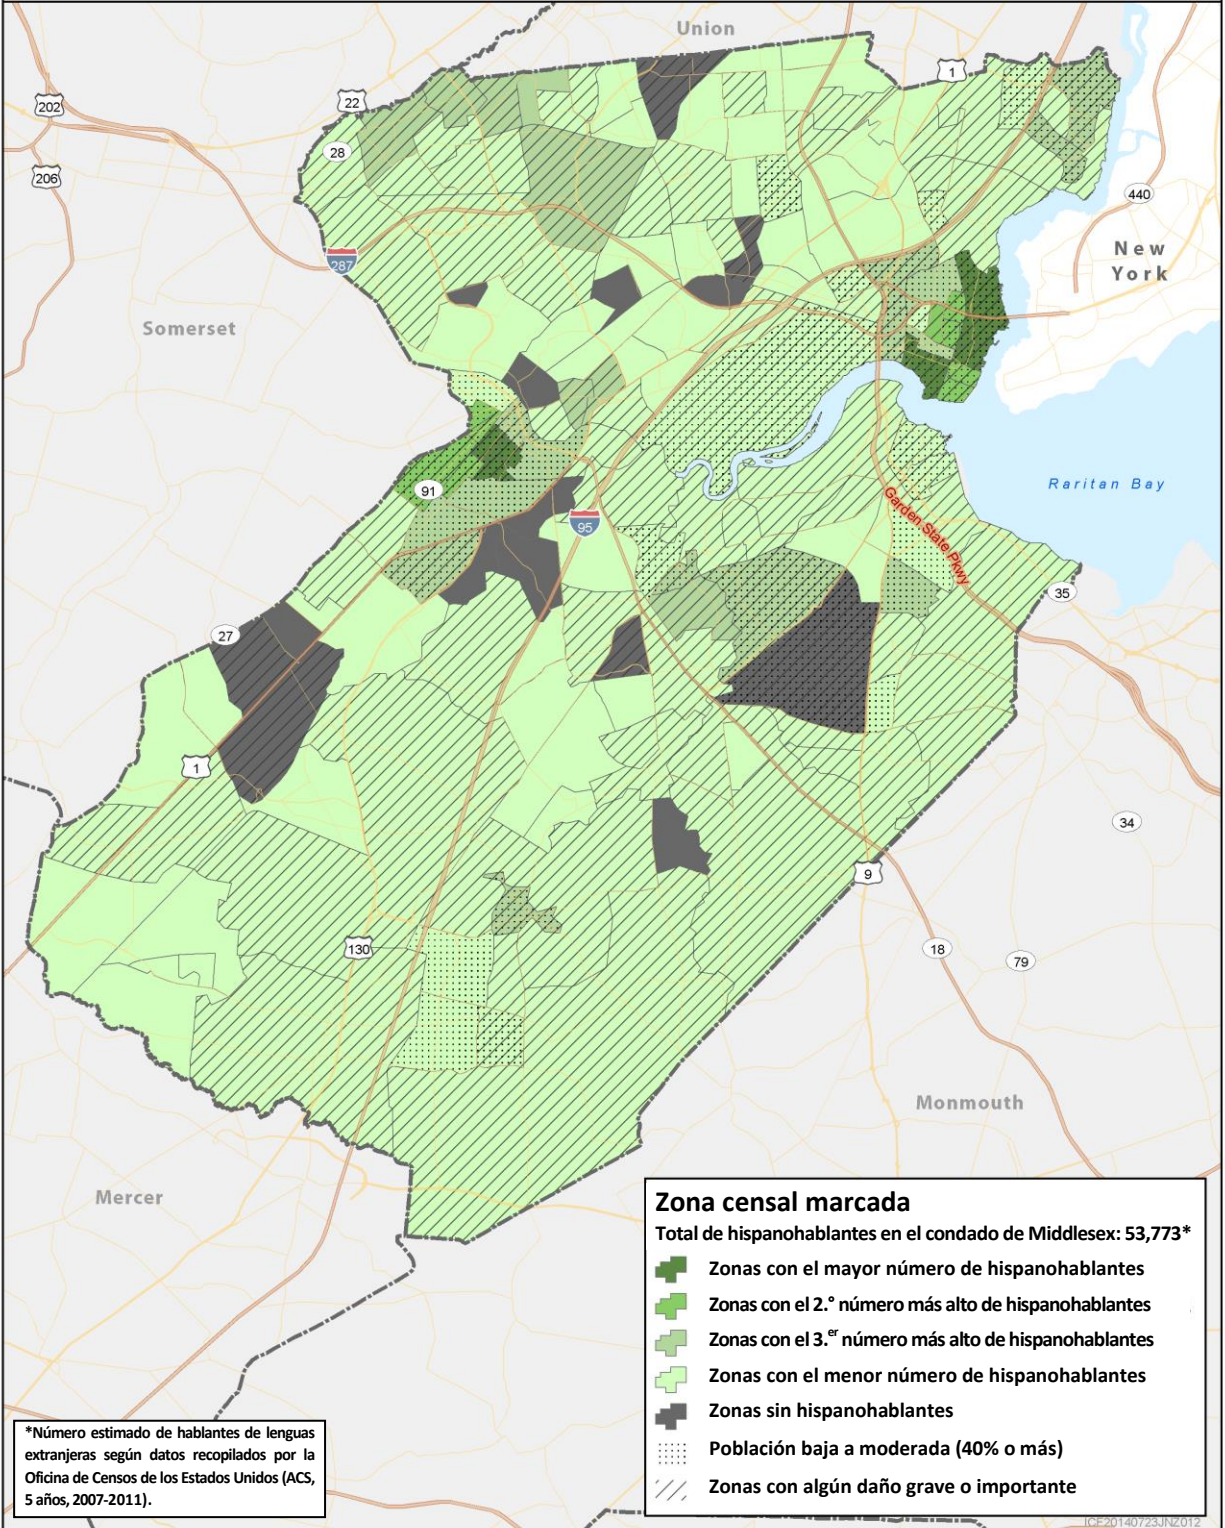 Union
1
202
22
28
206
440
New
York
287
Somerset
91
Raritan Bay
95
Garden State Pkwy
35
27
1
34
9
130
18
79
Monmouth
Mercer
Zona censal marcada
Total de hispanohablantes en el condado de Middlesex: 53,773*
Zonas con el mayor número de hispanohablantes
Zonas con el 2.° número más alto de hispanohablantes
Zonas con el 3.er número más alto de hispanohablantes
Zonas con el menor número de hispanohablantes
Zonas sin hispanohablantes
Población baja a moderada (40% o más)
Zonas con algún daño grave o importante
*Número estimado de hablantes de lenguas
extranjeras según datos recopilados por la
Oficina de Censos de los Estados Unidos (ACS,
5 años, 2007-2011).
ICF20140723JNZ012